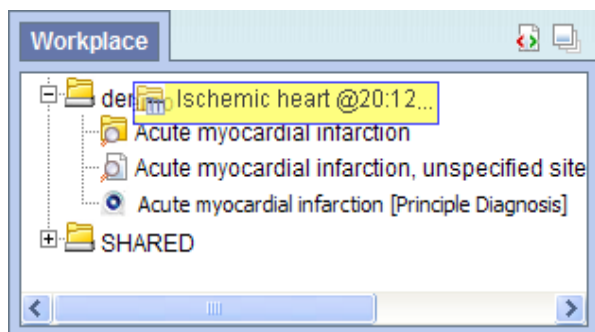 Workplace
Ischemic heart @20:12...
Acute myocardial infarction
Acute myocardial infarction, unspecified site
Acute myocardial infarction [Principle Diagnosis]
SHARED